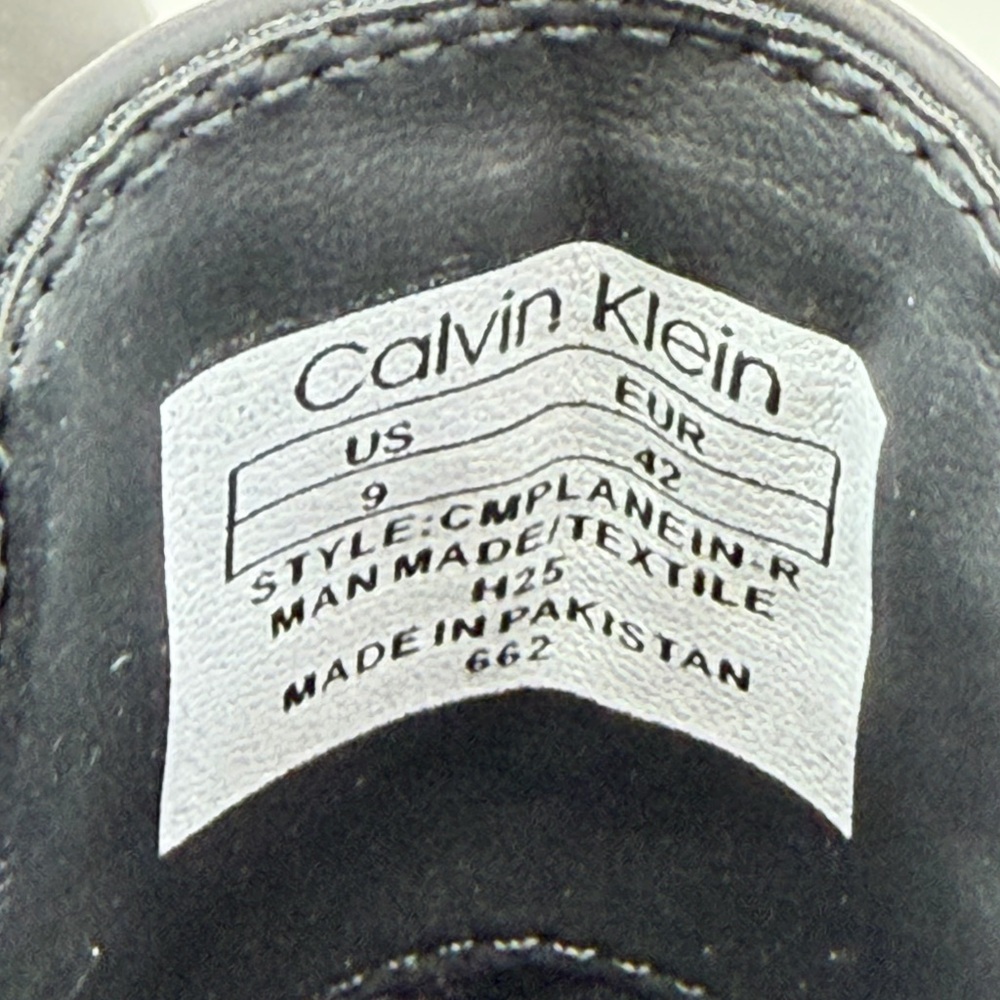 Calvin Klein
US EUR
9 42
STYLE:CMPLANEIN-R
MAN MADE/TEXTILE
H25
MADE IN PAKISTAN
662